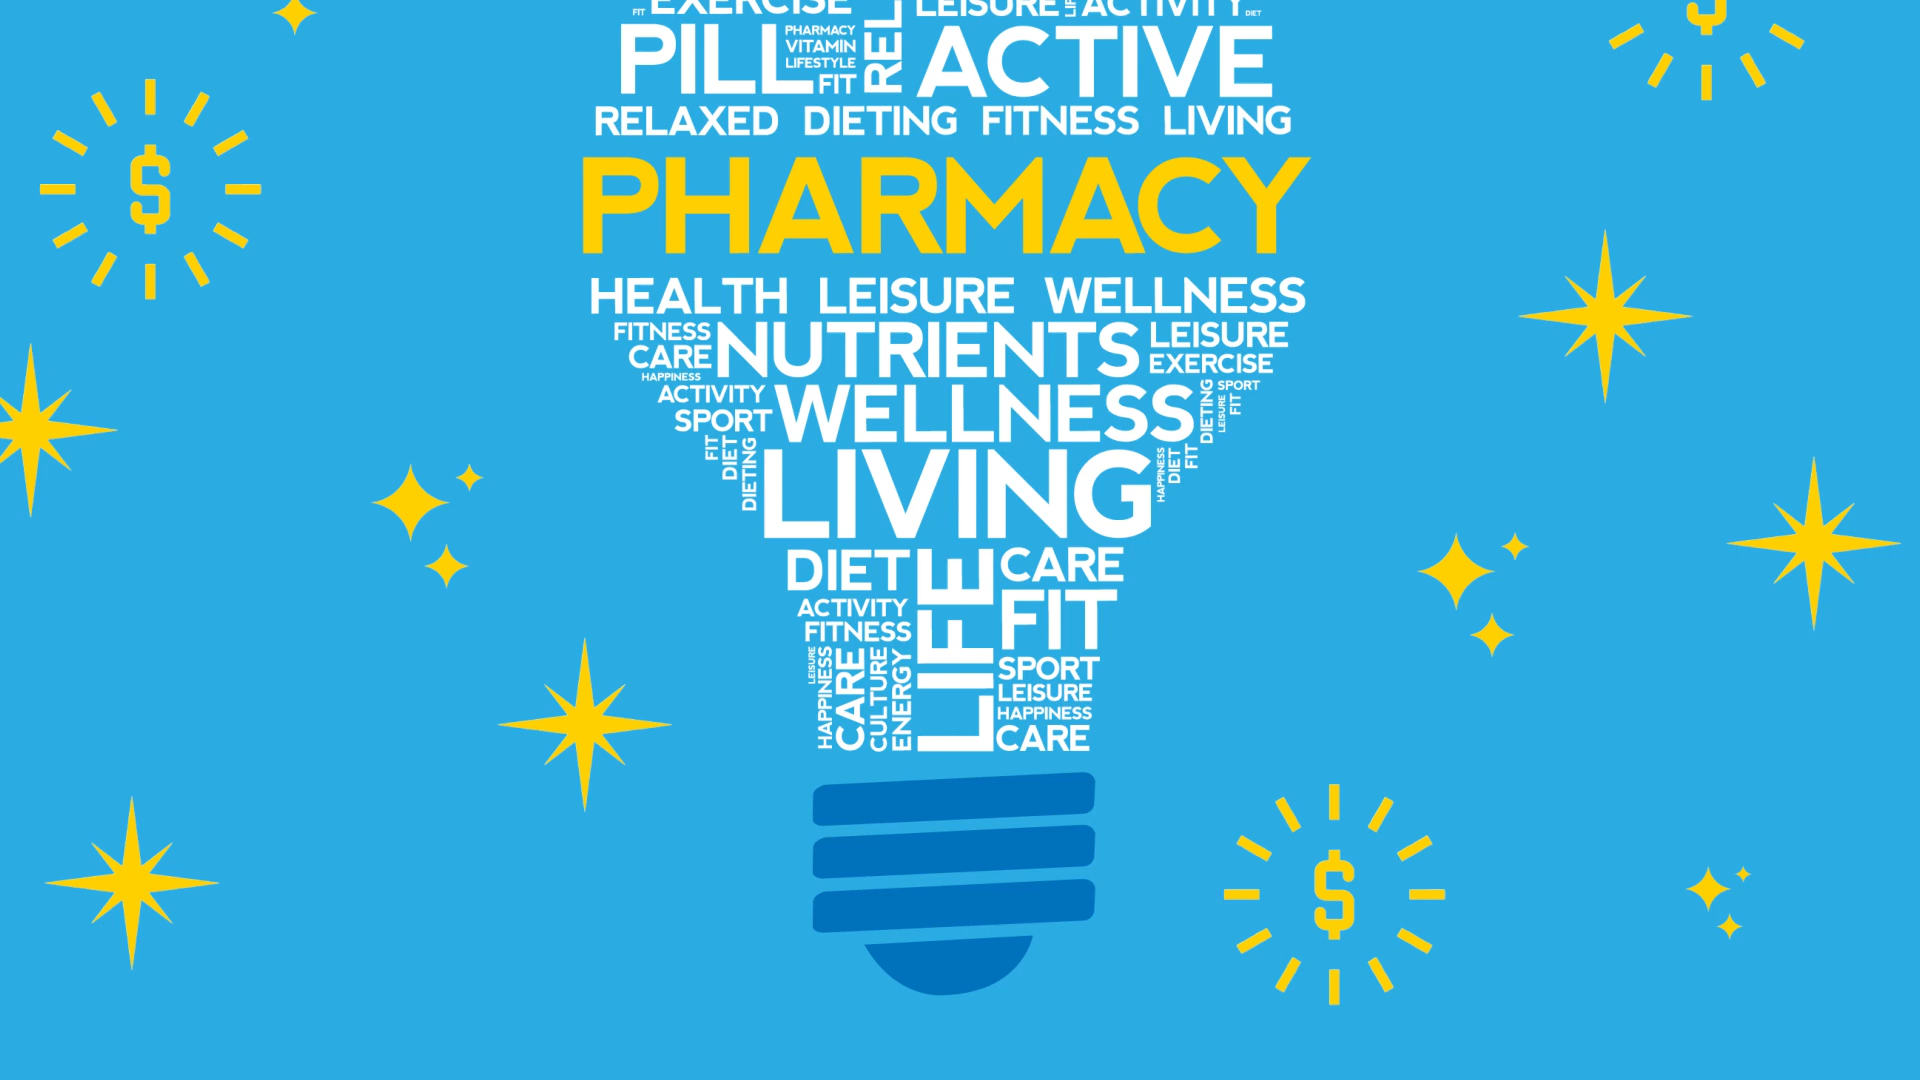 FIT EXERCISE LEISURE LIFE ACTIVITY DIET
PILL PHARMACY VITAMIN LIFESTYLE FIT REL ACTIVE
RELAXED DIETING FITNESS LIVING
PHARMACY
HEALTH LEISURE WELLNESS
FITNESS CARE HAPPINESS NUTRIENTS LEISURE EXERCISE
ACTIVITY SPORT WELLNESS DIETING LEISURE SPORT FIT
FIT DIET DIETING LIVING HAPPINESS DIET FIT
DIET LIFE CARE
ACTIVITY FIT
FITNESS
LEISURE HAPPINESS CARE CULTURE ENERGY SPORT
LEISURE
HAPPINESS
CARE
$
$
$